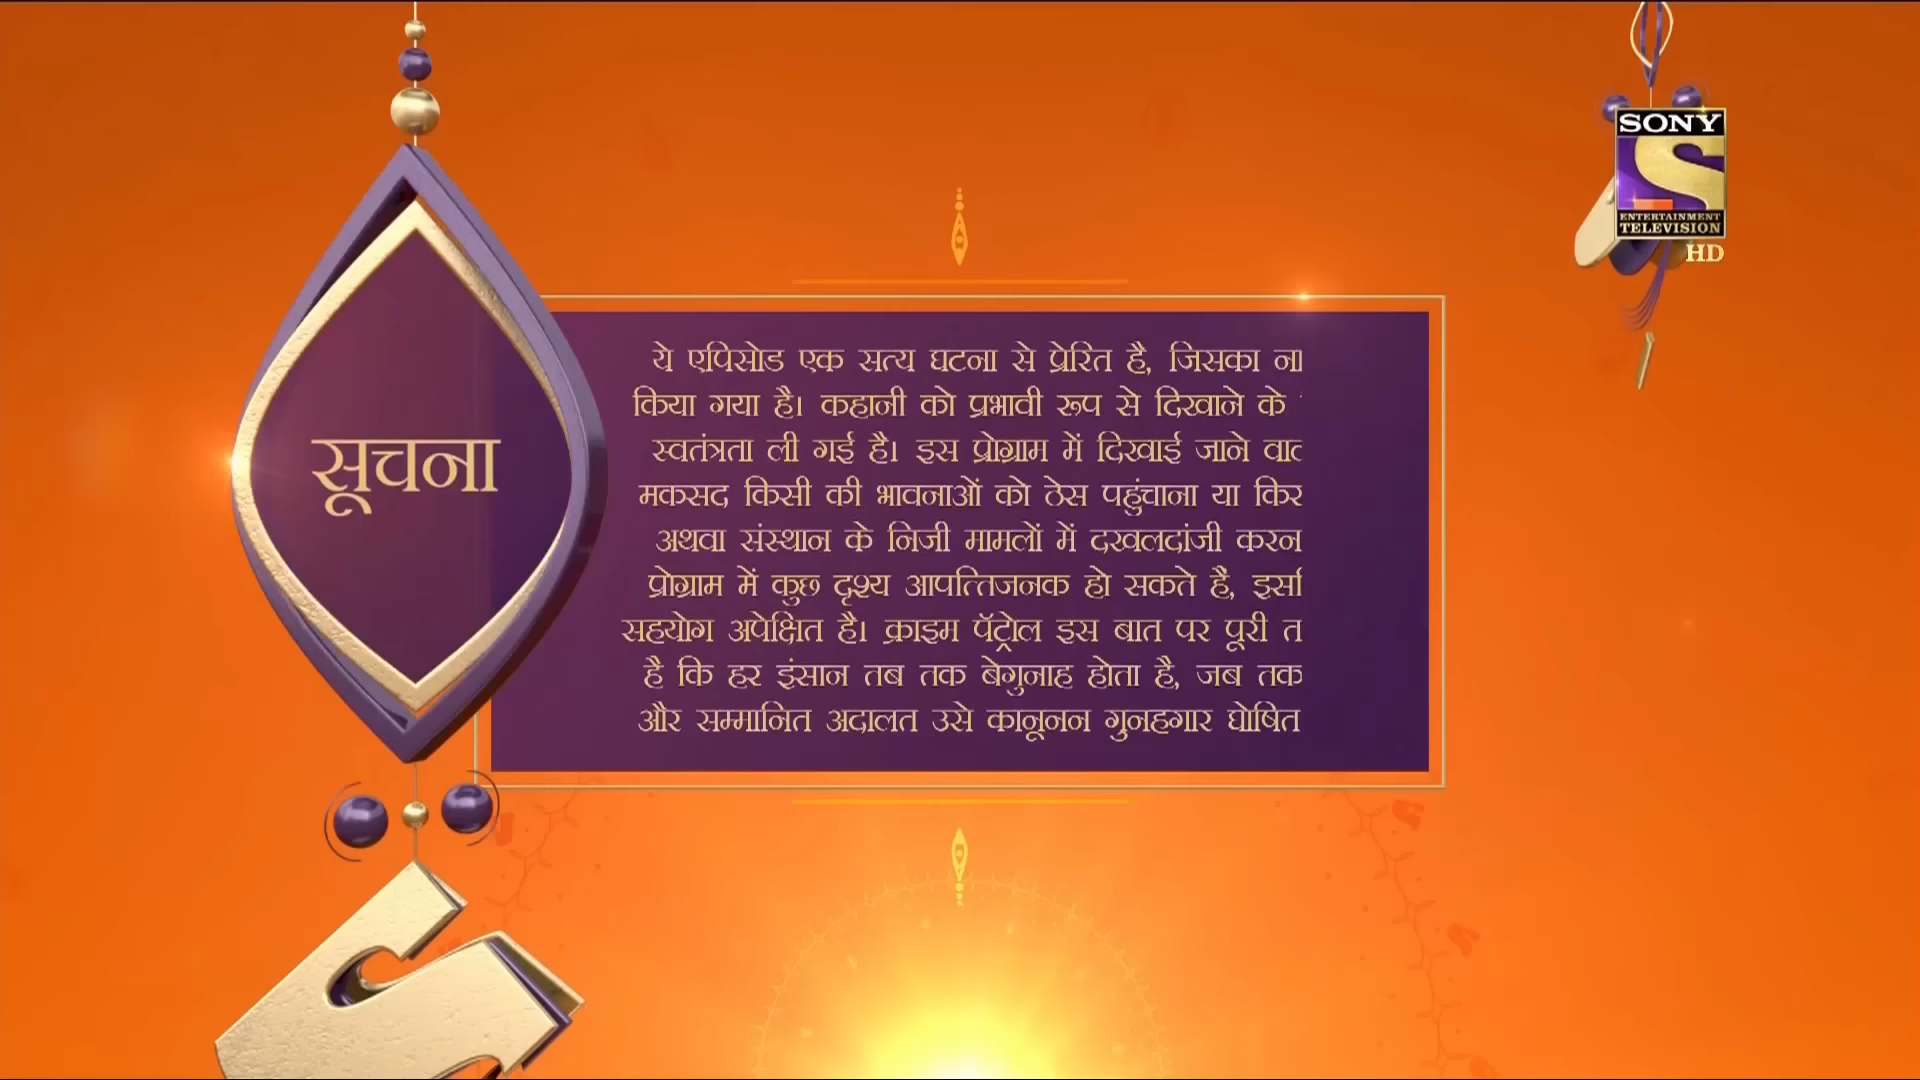 SONY
ENTERTAINMENT
TELEVISION
HD
सूचना
ये एपिसोड एक सत्य घटना से प्रेरित है, जिसका ना
किया गया है। कहानी को प्रभावी रूप से दिखाने के
स्वतंत्रता ली गई है। इस प्रोग्राम में दिखाई जाने
मकसद किसी की भावनाओं को ठेस पहुंचाना या
अथवा संस्थान के निजी मामलों में दखलदांजी करन
प्रोग्राम में कुछ दृश्य आपत्तिजनक हो सकते हैं,
सहयोग अपेक्षित है। क्राइम पॅट्रोल इस बात पर पूरी त
है कि हर इंसान तब तक बेगुनाह होता है, जब तक
और सम्मानित अदालत उसे कानूनन गुनहगार घोषित